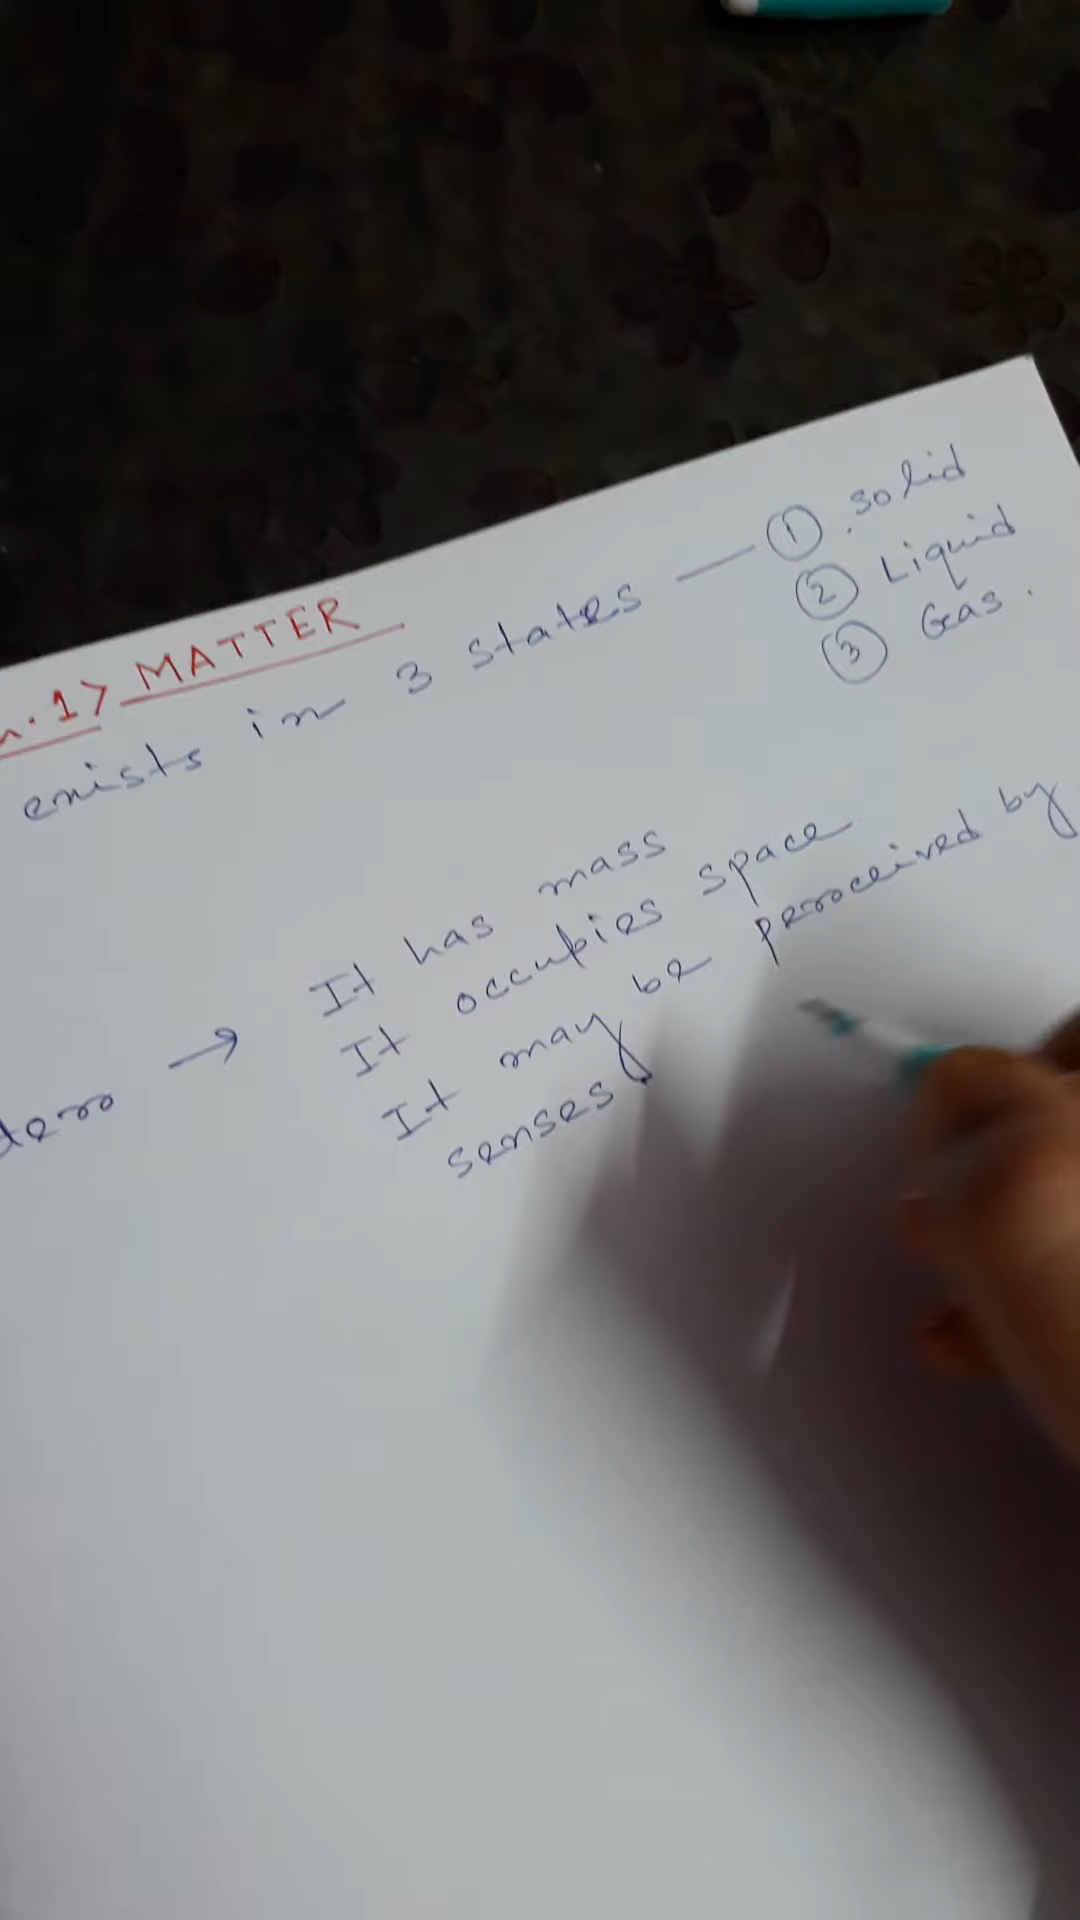 1> MATTER
exists in 3 states — ① solid
② Liquid
③ Gas.
It has mass
→ It occupies space
It may be perceived by
senses